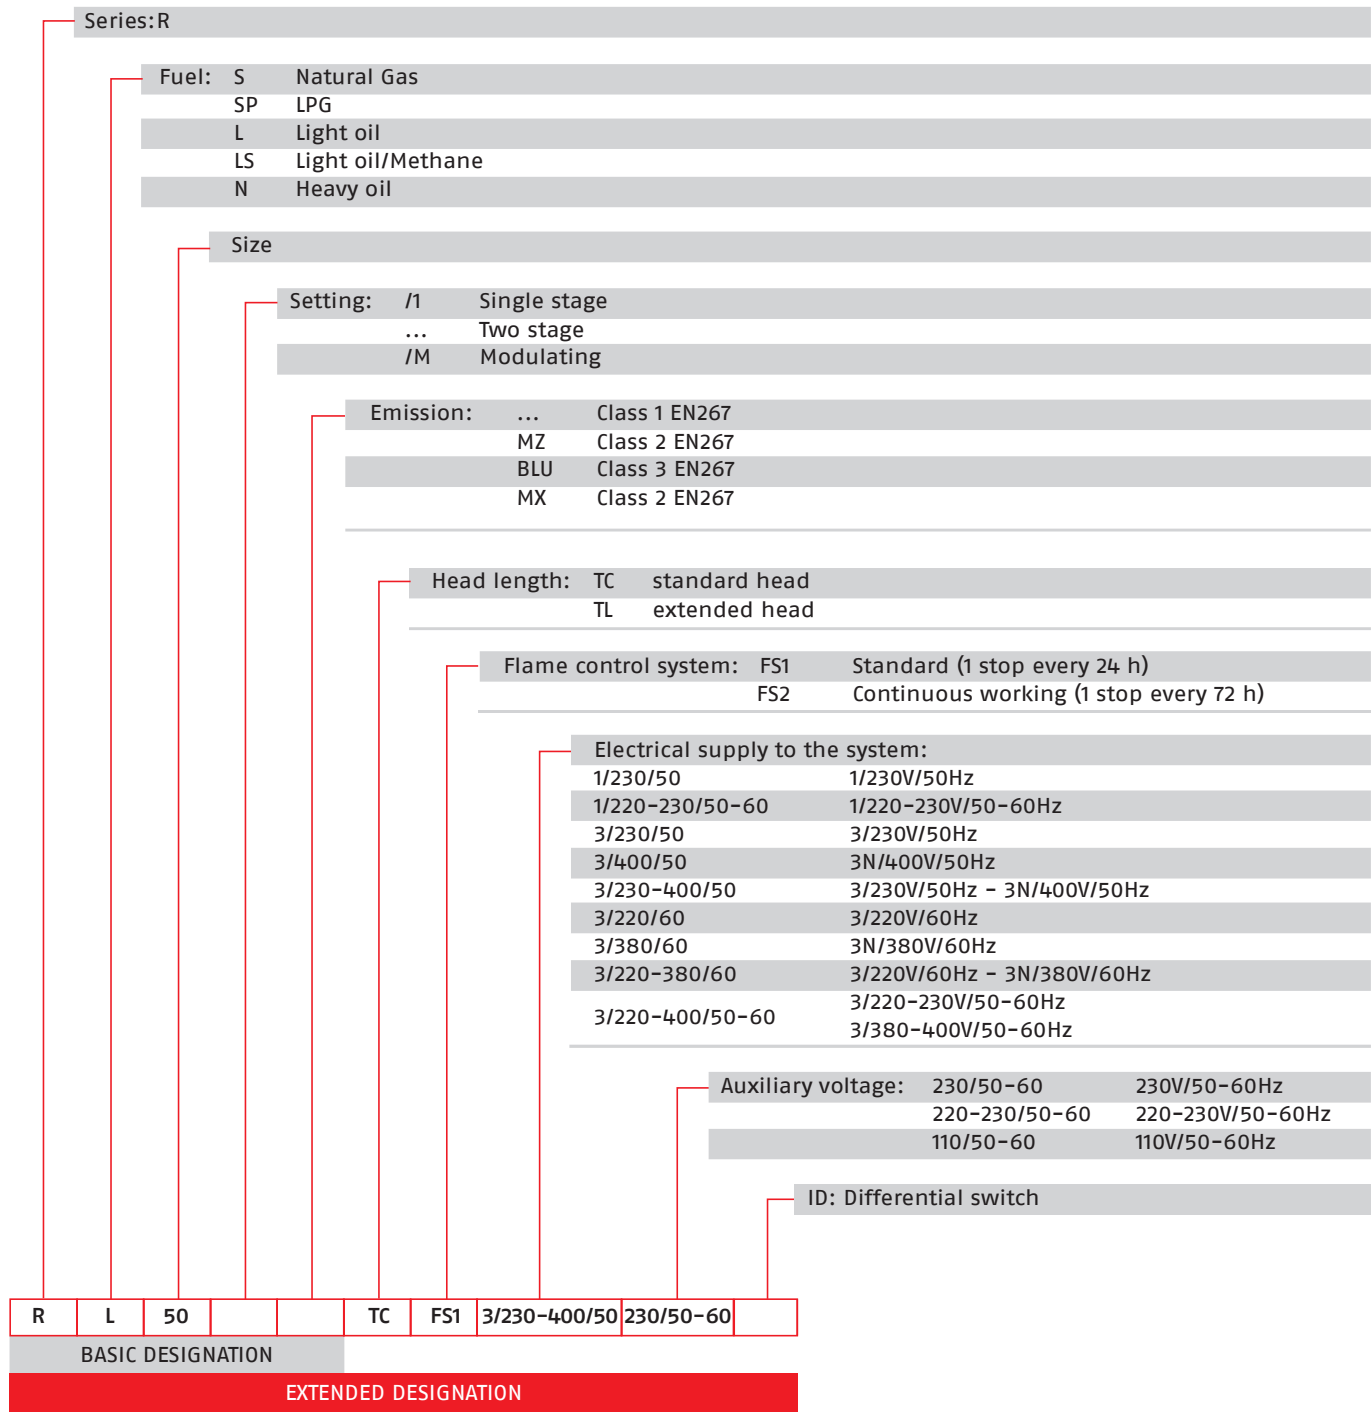 Series: R
Fuel: S Natural Gas
SP LPG
L Light oil
LS Light oil/Methane
N Heavy oil
Size
Setting: /1 Single stage
... Two stage
/M Modulating
Emission: ... Class 1 EN267
MZ Class 2 EN267
BLU Class 3 EN267
MX Class 2 EN267
Head length: TC standard head
TL extended head
Flame control system: FS1 Standard (1 stop every 24 h)
FS2 Continuous working (1 stop every 72 h)
Electrical supply to the system:
1/230/50 1/230V/50Hz
1/220-230/50-60 1/220-230V/50-60Hz
3/230/50 3/230V/50Hz
3/400/50 3N/400V/50Hz
3/230-400/50 3/230V/50Hz - 3N/400V/50Hz
3/220/60 3/220V/60Hz
3/380/60 3N/380V/60Hz
3/220-380/60 3/220V/60Hz - 3N/380V/60Hz
3/220-400/50-60 3/220-230V/50-60Hz
3/380-400V/50-60Hz
Auxiliary voltage: 230/50-60 230V/50-60Hz
220-230/50-60 220-230V/50-60Hz
110/50-60 110V/50-60Hz
ID: Differential switch
R L 50 TC FS1 3/230-400/50 230/50-60
BASIC DESIGNATION
EXTENDED DESIGNATION